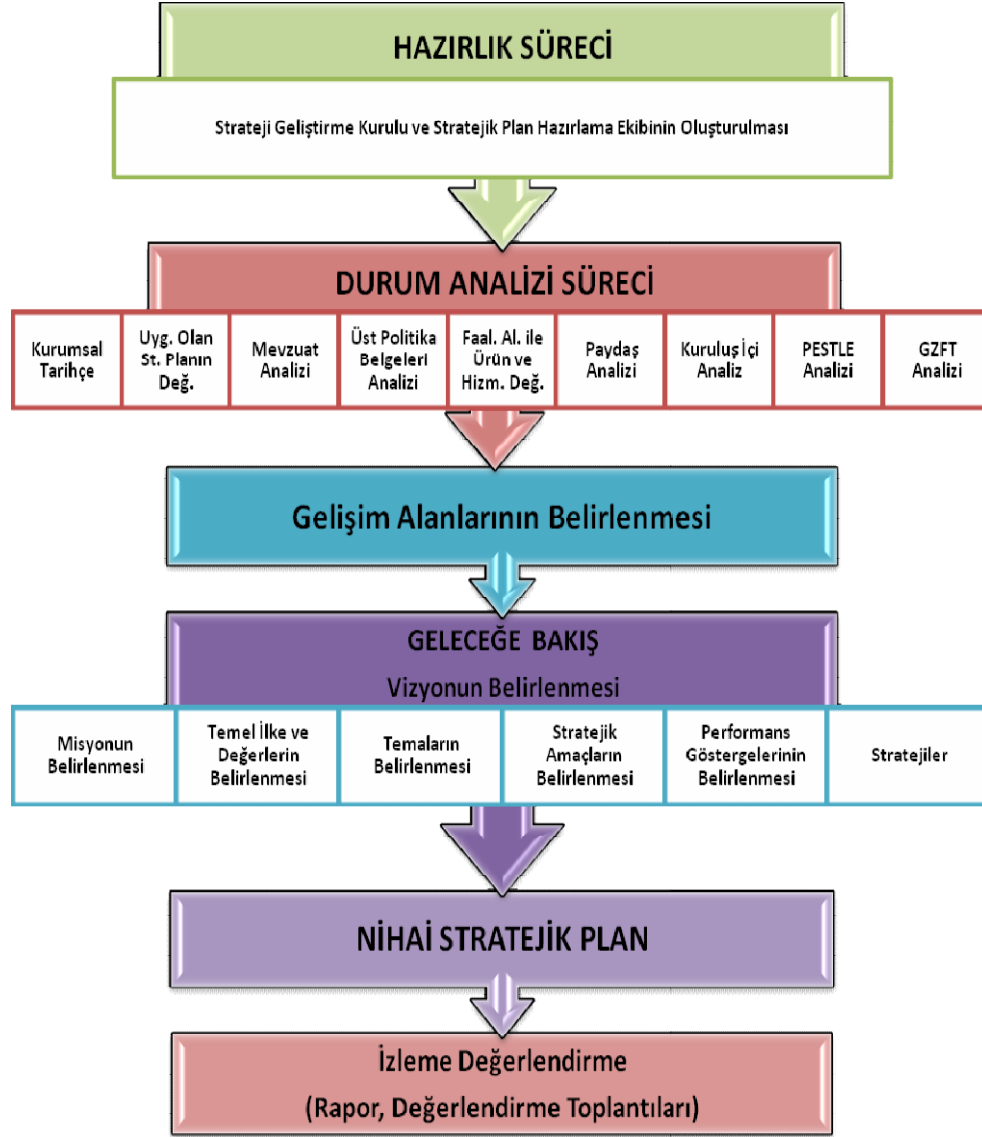 HAZIRLIK SÜRECİ
Strateji Geliştirme Kurulu ve Stratejik Plan Hazırlama Ekibinin Oluşturulması
DURUM ANALİZİ SÜRECİ
Kurumsal
Tarihçe
Uyg. Olan
St. Planın
Değ.
Mevzuat
Analizi
Üst Politika
Belgeleri
Analizi
Faal. Al. ile
Ürün ve
Hizm. Değ.
Paydaş
Analizi
Kuruluş İçi
Analiz
PESTLE
Analizi
GZFT
Analizi
Gelişim Alanlarının Belirlenmesi
GELECEĞE BAKIŞ
Vizyonun Belirlenmesi
Misyonun
Belirlenmesi
Temel İlke ve
Değerlerin
Belirlenmesi
Temaların
Belirlenmesi
Stratejik
Amaçların
Belirlenmesi
Performans
Göstergelerinin
Belirlenmesi
Stratejiler
NİHAİ STRATEJİK PLAN
İzleme Değerlendirme
(Rapor, Değerlendirme Toplantıları)